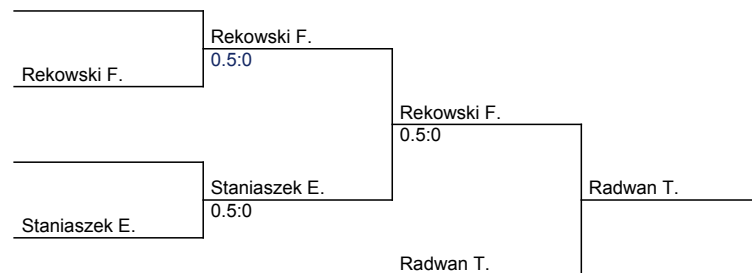 Rekowski F.
Rekowski F.
0.5:0
Rekowski F.
0.5:0
Staniaszek E.
Staniaszek E.
0.5:0
Radwan T.
Radwan T.